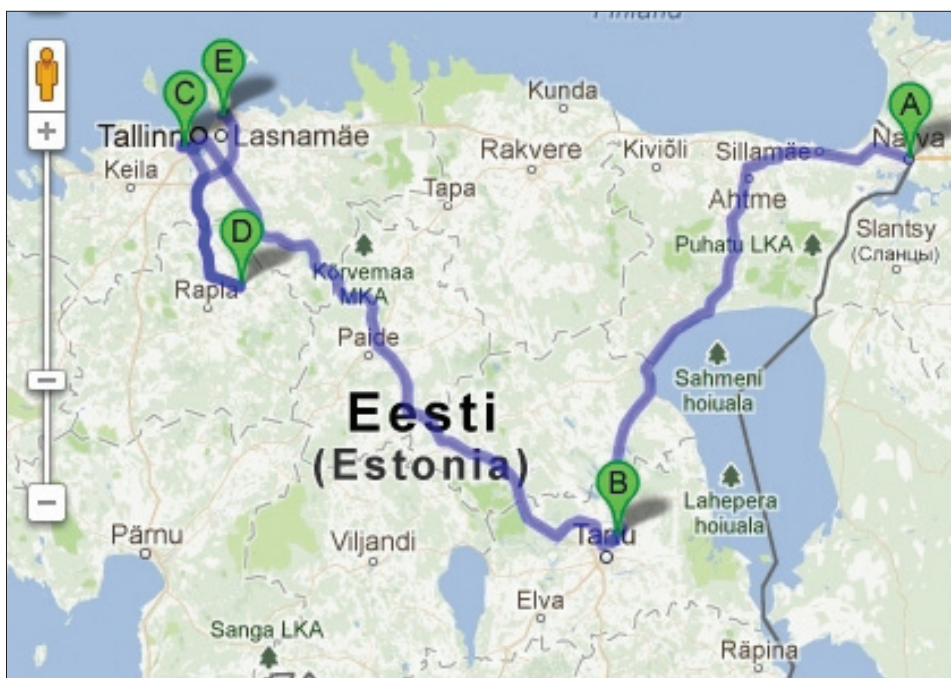 Finland
E
C
A
Kunda
Tallinn
Lasnamäe
Narva
Keila
Rakvere
Kiviõli
Sillamäe
Tapa
Ahtme
D
Puhatu LKA
Slantsy
(Сланцы)
Kõrvemaa
MKA
Rapla
Paide
Sahmeni
hoiuala
Eesti
(Estonia)
B
Lahepera
hoiuala
Pärnu
Viljandi
Tartu
Elva
Sanga LKA
Räpina